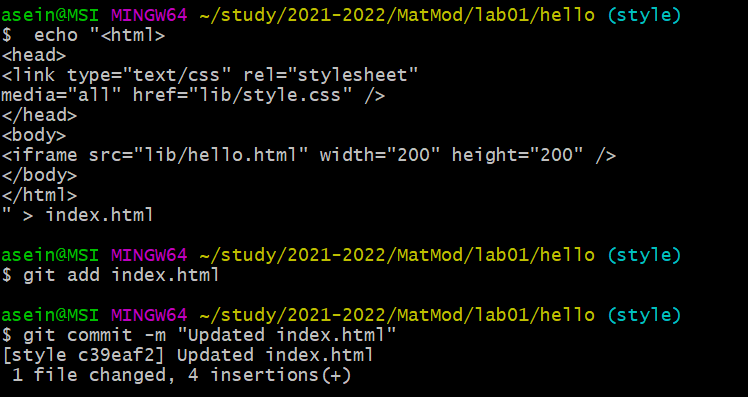 asein@MSI MINGW64 ~/study/2021-2022/MatMod/lab01/hello (style)
$  echo "<html>
<head>
<link type="text/css" rel="stylesheet"
media="all" href="lib/style.css" />
</head>
<body>
<iframe src="lib/hello.html" width="200" height="200" />
</body>
</html>
" > index.html
asein@MSI MINGW64 ~/study/2021-2022/MatMod/lab01/hello (style)
$ git add index.html
asein@MSI MINGW64 ~/study/2021-2022/MatMod/lab01/hello (style)
$ git commit -m "Updated index.html"
[style c39eaf2] Updated index.html
 1 file changed, 4 insertions(+)